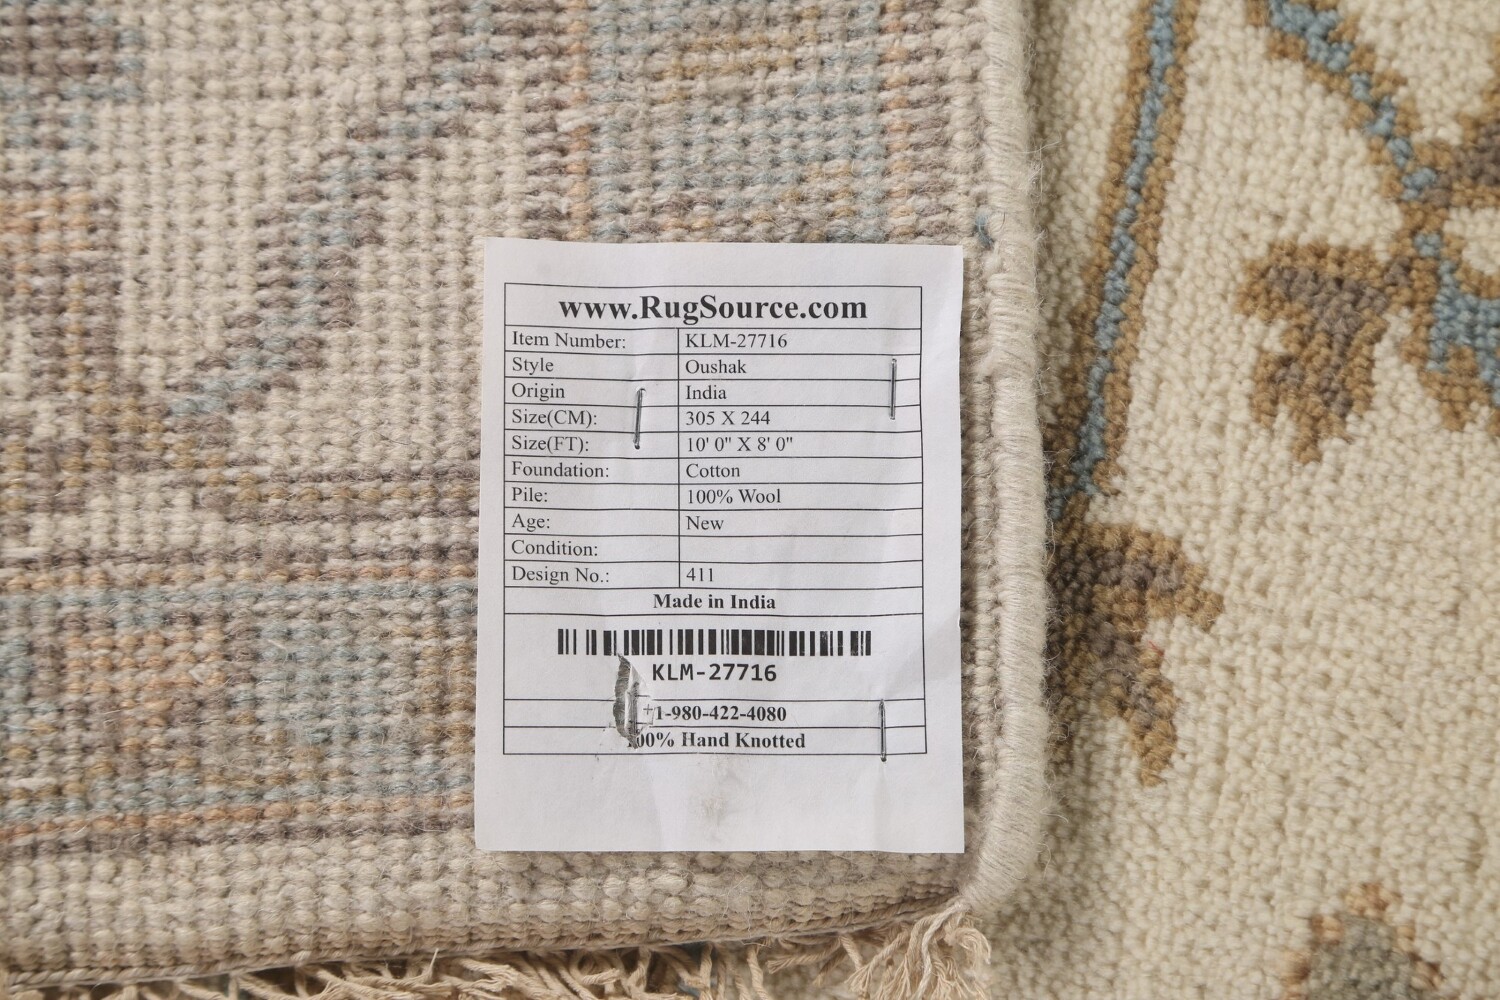 www.RugSource.com
Item Number: KLM-27716
Style Oushak
Origin India
Size(CM): 305 X 244
Size(FT): 10' 0" X 8' 0"
Foundation: Cotton
Pile: 100% Wool
Age: New
Condition:
Design No.: 411
Made in India
KLM-27716
+1-980-422-4080
100% Hand Knotted